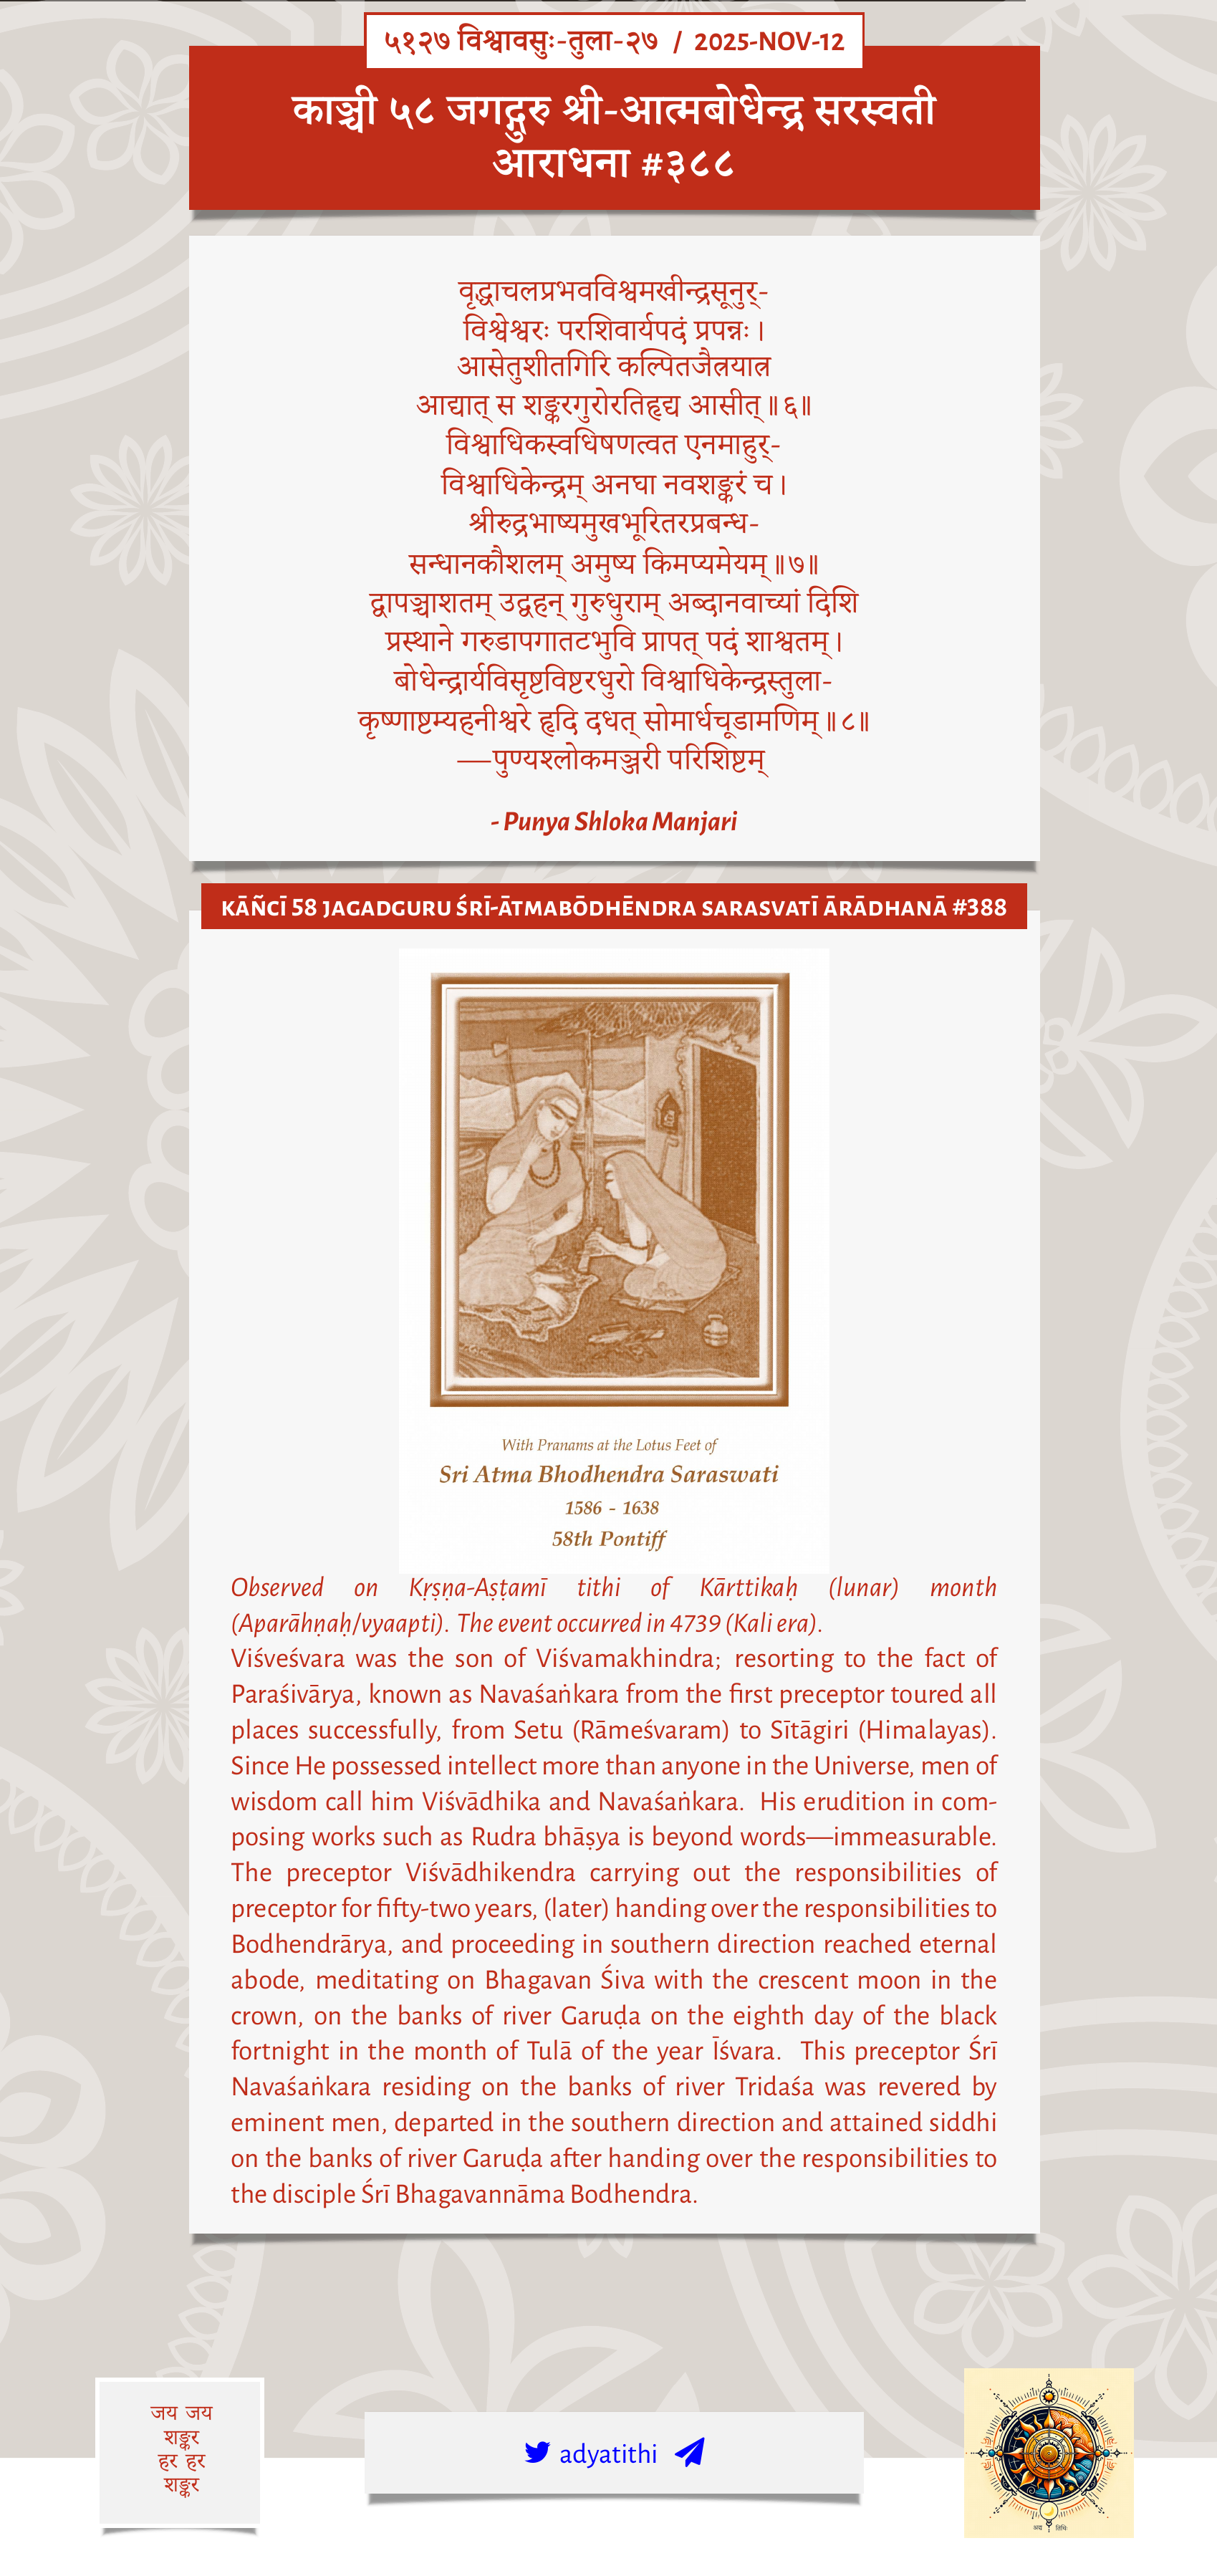 ५१२७ विश्वावसुः-तुला-२७ / 2025-NOV-12
काञ्ची ५८ जगद्गुरु श्री-आत्मबोधेन्द्र सरस्वती
आराधना #३८८
वृद्धाचलप्रभवविश्वमखीन्द्रसूनुर्-
विश्वेश्वरः परशिवार्यपदं प्रपन्नः।
आसेतुशीतगिरि कल्पितजैत्रयात्र
आद्यात् स शङ्करगुरोरतिहृद्य आसीत्॥६॥
विश्वाधिकस्वधिषणत्वत एनमाहुर्-
विश्वाधिकेन्द्रम् अनघा नवशङ्करं च।
श्रीरुद्रभाष्यमुखभूरितरप्रबन्ध-
सन्धानकौशलम् अमुष्य किमप्यमेयम्॥७॥
द्वापञ्चाशतम् उद्वहन् गुरुधुराम् अब्दानवाच्यां दिशि
प्रस्थाने गरुडापगातटभुवि प्रापत् पदं शाश्वतम्।
बोधेन्द्रार्यविसृष्टविष्टरधुरो विश्वाधिकेन्द्रस्तुला-
कृष्णाष्टम्यहनीश्वरे हृदि दधत् सोमार्धचूडामणिम्॥८॥
—पुण्यश्लोकमञ्जरी परिशिष्टम्
- Punya Shloka Manjari
KĀÑCĪ 58 JAGADGURU ŚRĪ-ĀTMABŌDHĒNDRA SARASVATĪ ĀRĀDHANĀ #388
With Pranams at the Lotus Feet of
Sri Atma Bhodhendra Saraswati
1586 - 1638
58th Pontiff
Observed on Kṛṣṇa-Aṣṭamī tithi of Kārttikaḥ (lunar) month
(Aparāhṇaḥ/vyaapti). The event occurred in 4739 (Kali era).
Viśveśvara was the son of Viśvamakhindra; resorting to the fact of
Paraśivārya, known as Navaśaṅkara from the first preceptor toured all
places successfully, from Setu (Rāmeśvaram) to Sītāgiri (Himalayas).
Since He possessed intellect more than anyone in the Universe, men of
wisdom call him Viśvādhika and Navaśaṅkara. His erudition in com-
posing works such as Rudra bhāṣya is beyond words—immeasurable.
The preceptor Viśvādhikendra carrying out the responsibilities of
preceptor for fifty-two years, (later) handing over the responsibilities to
Bodhendrārya, and proceeding in southern direction reached eternal
abode, meditating on Bhagavan Śiva with the crescent moon in the
crown, on the banks of river Garuḍa on the eighth day of the black
fortnight in the month of Tulā of the year Īśvara. This preceptor Śrī
Navaśaṅkara residing on the banks of river Tridaśa was revered by
eminent men, departed in the southern direction and attained siddhi
on the banks of river Garuḍa after handing over the responsibilities to
the disciple Śrī Bhagavannāma Bodhendra.
जय जय
शङ्कर
हर हर
शङ्कर
adyatithi
अद्य तिथिः